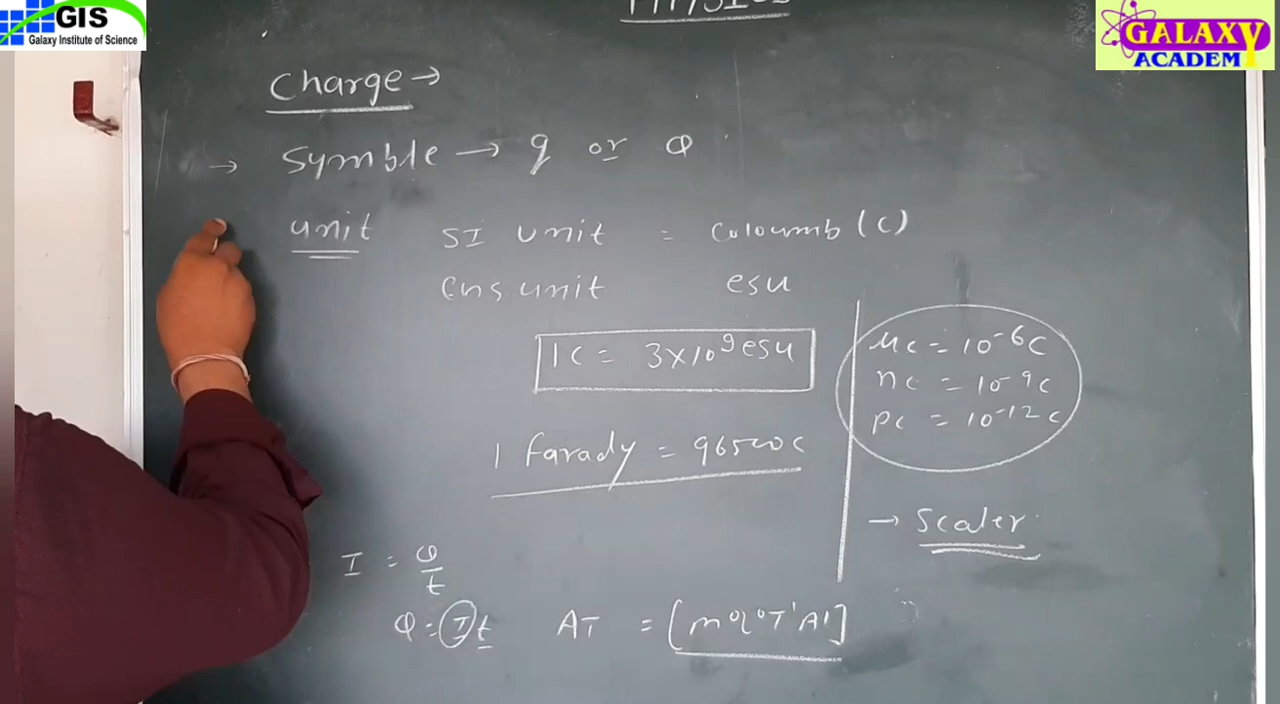 GIS
Galaxy Institute of Science
GALAXY
ACADEMY
Charge →
→ Symble → q or Q
unit SI unit = Coloumb (C)
CGS unit esu
1C = 3×10⁹ esu
μC = 10⁻⁶C
nC = 10⁻⁹C
pC = 10⁻¹²C
1 farady = 96500C
→ Scaler
I = Q/t
Q = It AT = [M⁰L⁰T¹A¹]